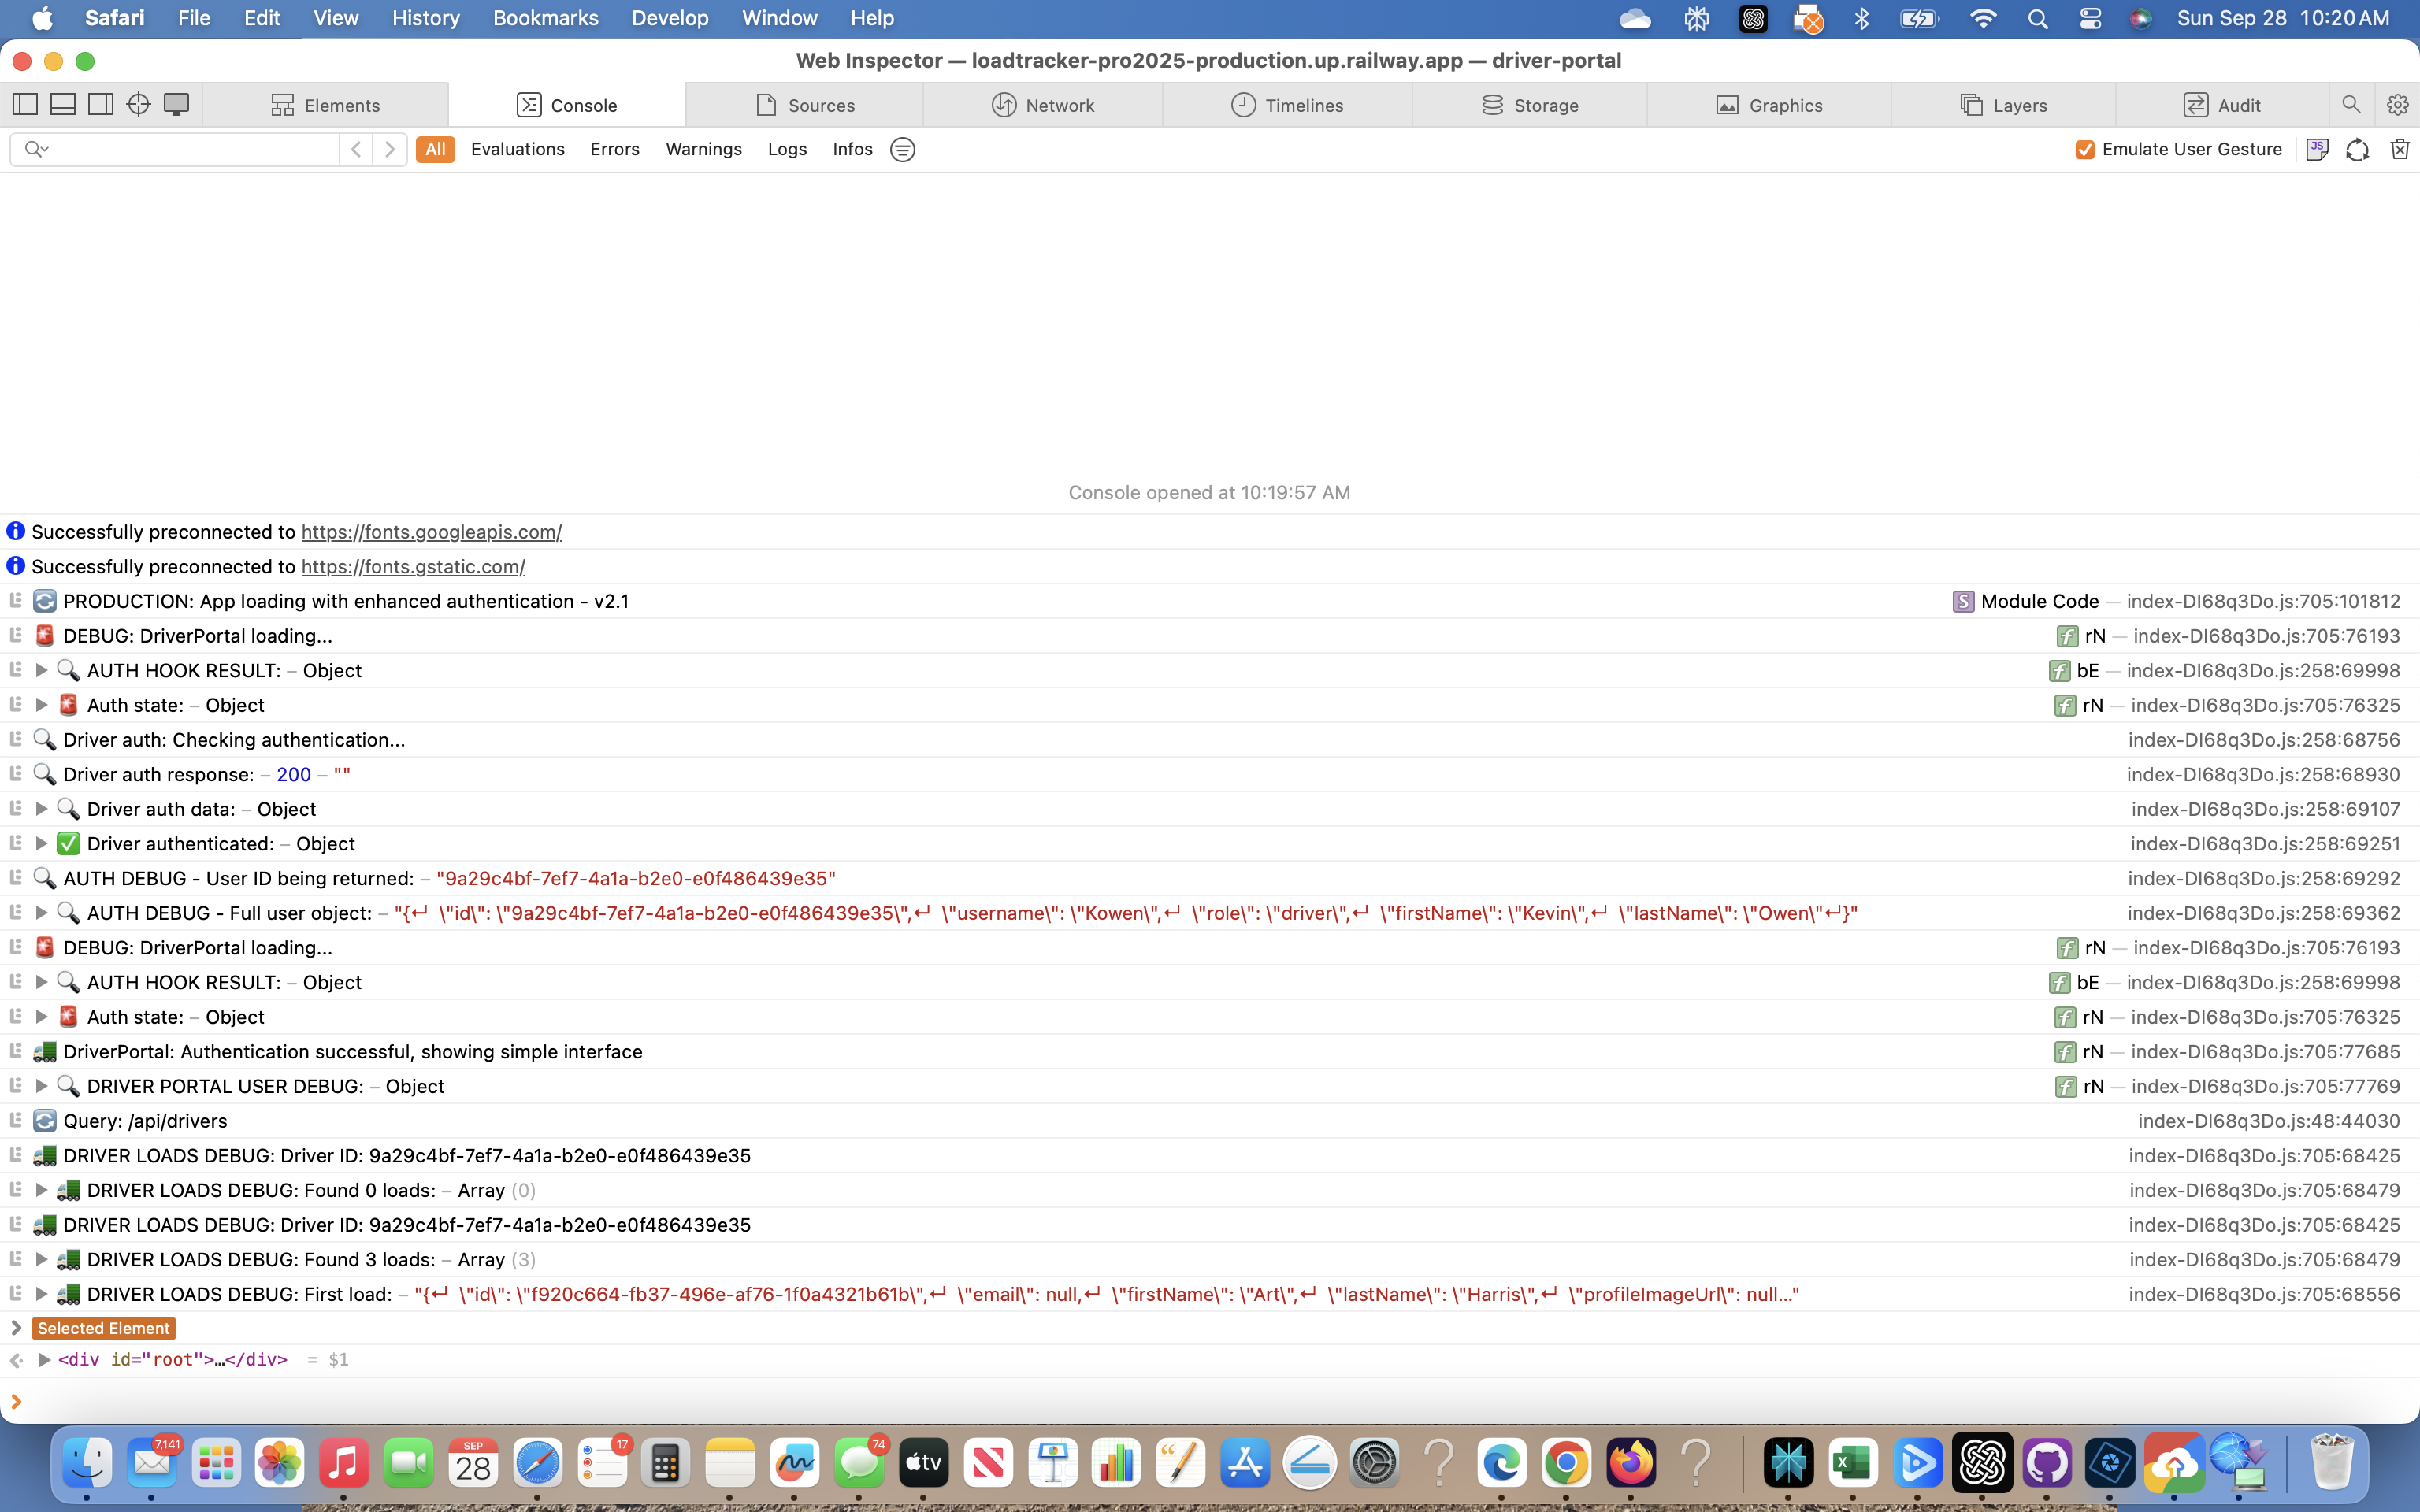 Safari File Edit View History Bookmarks Develop Window Help Sun Sep 28 10:20 AM
Web Inspector — loadtracker-pro2025-production.up.railway.app — driver-portal
Elements Console Sources Network Timelines Storage Graphics Layers Audit
All Evaluations Errors Warnings Logs Infos Emulate User Gesture JS
Console opened at 10:19:57 AM
Successfully preconnected to https://fonts.googleapis.com/
Successfully preconnected to https://fonts.gstatic.com/
PRODUCTION: App loading with enhanced authentication - v2.1 S Module Code — index-DI68q3Do.js:705:101812
DEBUG: DriverPortal loading... f rN — index-DI68q3Do.js:705:76193
AUTH HOOK RESULT: – Object f bE — index-DI68q3Do.js:258:69998
Auth state: – Object f rN — index-DI68q3Do.js:705:76325
Driver auth: Checking authentication... index-DI68q3Do.js:258:68756
Driver auth response: – 200 – "" index-DI68q3Do.js:258:68930
Driver auth data: – Object index-DI68q3Do.js:258:69107
Driver authenticated: – Object index-DI68q3Do.js:258:69251
AUTH DEBUG - User ID being returned: – "9a29c4bf-7ef7-4a1a-b2e0-e0f486439e35" index-DI68q3Do.js:258:69292
AUTH DEBUG - Full user object: – "{↵ \"id\": \"9a29c4bf-7ef7-4a1a-b2e0-e0f486439e35\",↵ \"username\": \"Kowen\",↵ \"role\": \"driver\",↵ \"firstName\": \"Kevin\",↵ \"lastName\": \"Owen\"↵}" index-DI68q3Do.js:258:69362
DEBUG: DriverPortal loading... f rN — index-DI68q3Do.js:705:76193
AUTH HOOK RESULT: – Object f bE — index-DI68q3Do.js:258:69998
Auth state: – Object f rN — index-DI68q3Do.js:705:76325
DriverPortal: Authentication successful, showing simple interface f rN — index-DI68q3Do.js:705:77685
DRIVER PORTAL USER DEBUG: – Object f rN — index-DI68q3Do.js:705:77769
Query: /api/drivers index-DI68q3Do.js:48:44030
DRIVER LOADS DEBUG: Driver ID: 9a29c4bf-7ef7-4a1a-b2e0-e0f486439e35 index-DI68q3Do.js:705:68425
DRIVER LOADS DEBUG: Found 0 loads: – Array (0) index-DI68q3Do.js:705:68479
DRIVER LOADS DEBUG: Driver ID: 9a29c4bf-7ef7-4a1a-b2e0-e0f486439e35 index-DI68q3Do.js:705:68425
DRIVER LOADS DEBUG: Found 3 loads: – Array (3) index-DI68q3Do.js:705:68479
DRIVER LOADS DEBUG: First load: – "{↵ \"id\": \"f920c664-fb37-496e-af76-1f0a4321b61b\",↵ \"email\": null,↵ \"firstName\": \"Art\",↵ \"lastName\": \"Harris\",↵ \"profileImageUrl\": null…" index-DI68q3Do.js:705:68556
Selected Element
<div id="root">…</div> = $1
7,141 SEP 28 17 74 tv X